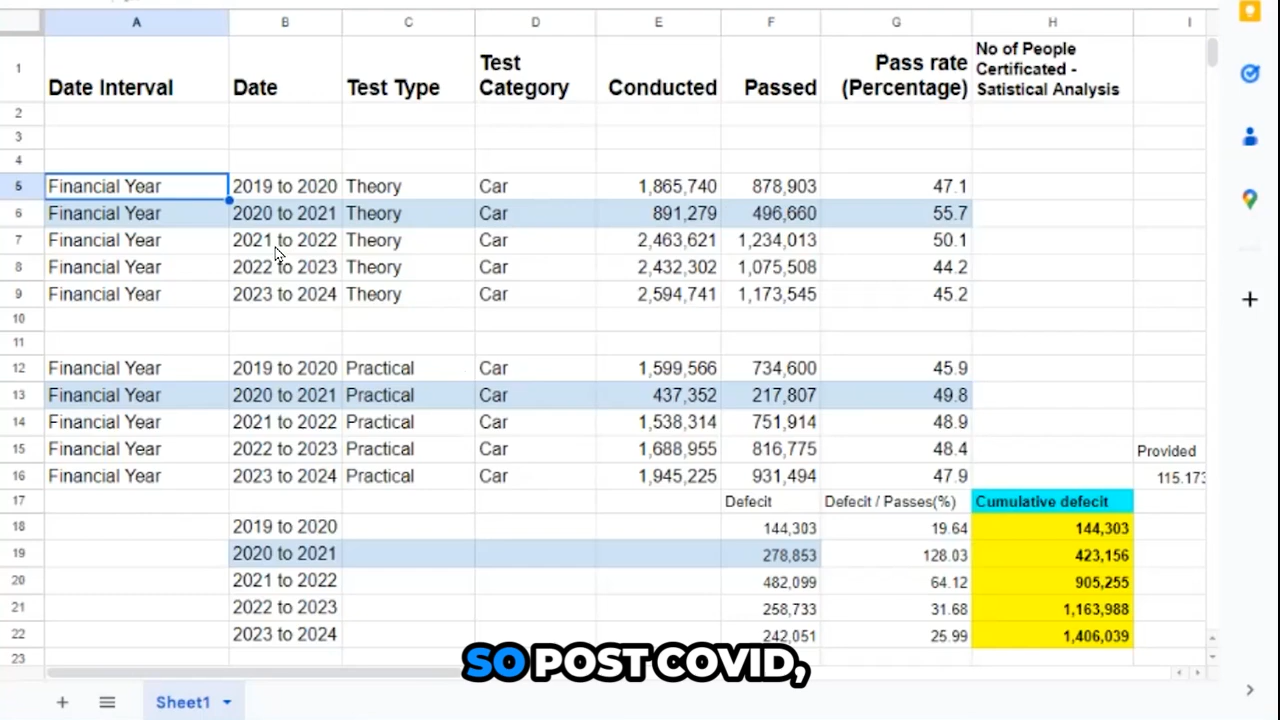 A B C D E F G H I
1 Date Interval Date Test Type Test Category Conducted Passed Pass rate (Percentage) No of People Certificated - Satistical Analysis
2
3
4
5 Financial Year 2019 to 2020 Theory Car 1,865,740 878,903 47.1
6 Financial Year 2020 to 2021 Theory Car 891,279 496,660 55.7
7 Financial Year 2021 to 2022 Theory Car 2,463,621 1,234,013 50.1
8 Financial Year 2022 to 2023 Theory Car 2,432,302 1,075,508 44.2
9 Financial Year 2023 to 2024 Theory Car 2,594,741 1,173,545 45.2
10
11
12 Financial Year 2019 to 2020 Practical Car 1,599,566 734,600 45.9
13 Financial Year 2020 to 2021 Practical Car 437,352 217,807 49.8
14 Financial Year 2021 to 2022 Practical Car 1,538,314 751,914 48.9
15 Financial Year 2022 to 2023 Practical Car 1,688,955 816,775 48.4 Provided
16 Financial Year 2023 to 2024 Practical Car 1,945,225 931,494 47.9 115.173
17 Defecit Defecit / Passes(%) Cumulative defecit
18 2019 to 2020 144,303 19.64 144,303
19 2020 to 2021 278,853 128.03 423,156
20 2021 to 2022 482,099 64.12 905,255
21 2022 to 2023 258,733 31.68 1,163,988
22 2023 to 2024 242,051 25.99 1,406,039
23
SO POST COVID,
Sheet1